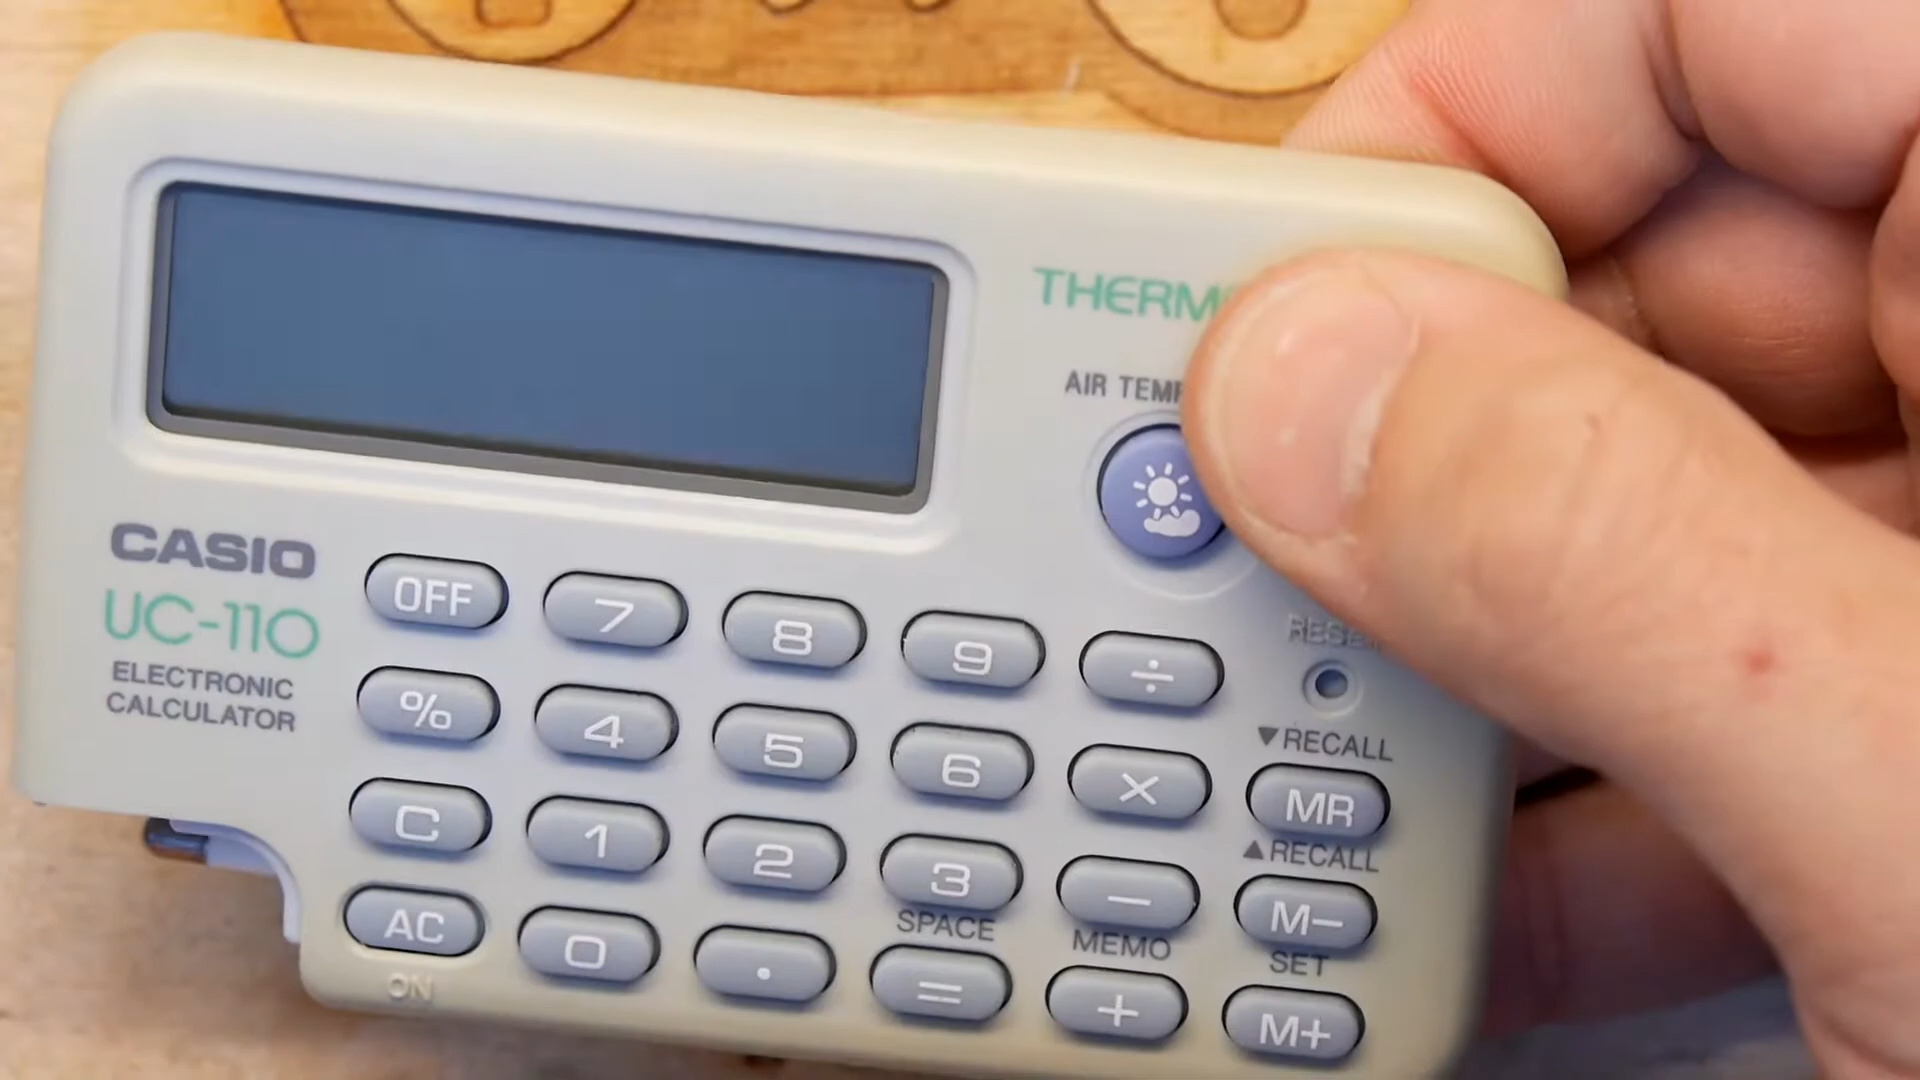 THERM
AIR TEMP
CASIO
UC-110
ELECTRONIC
CALCULATOR
OFF 7 8 9 ÷
RESET
% 4 5 6 ×
▼RECALL
MR
C 1 2 3 −
▲RECALL
M−
SPACE MEMO SET
AC 0 . = + M+
ON